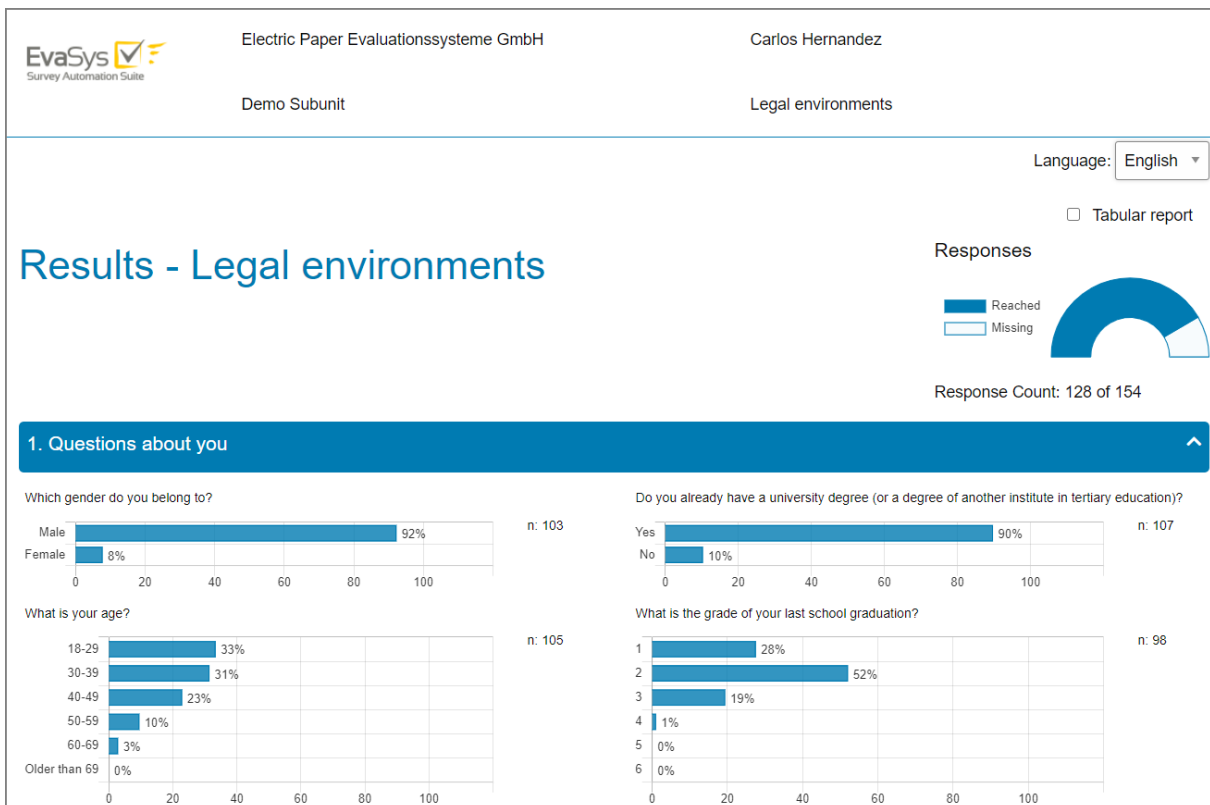 EvaSys
Survey Automation Suite
Electric Paper Evaluationssysteme GmbH
Carlos Hernandez
Demo Subunit
Legal environments
Language: English
Tabular report
Results - Legal environments
Responses
Reached
Missing
Response Count: 128 of 154
1. Questions about you
Which gender do you belong to?
Male 92%
Female 8%
0 20 40 60 80 100
n: 103
Do you already have a university degree (or a degree of another institute in tertiary education)?
Yes 90%
No 10%
0 20 40 60 80 100
n: 107
What is your age?
18-29 33%
30-39 31%
40-49 23%
50-59 10%
60-69 3%
Older than 69 0%
0 20 40 60 80 100
n: 105
What is the grade of your last school graduation?
1 28%
2 52%
3 19%
4 1%
5 0%
6 0%
0 20 40 60 80 100
n: 98